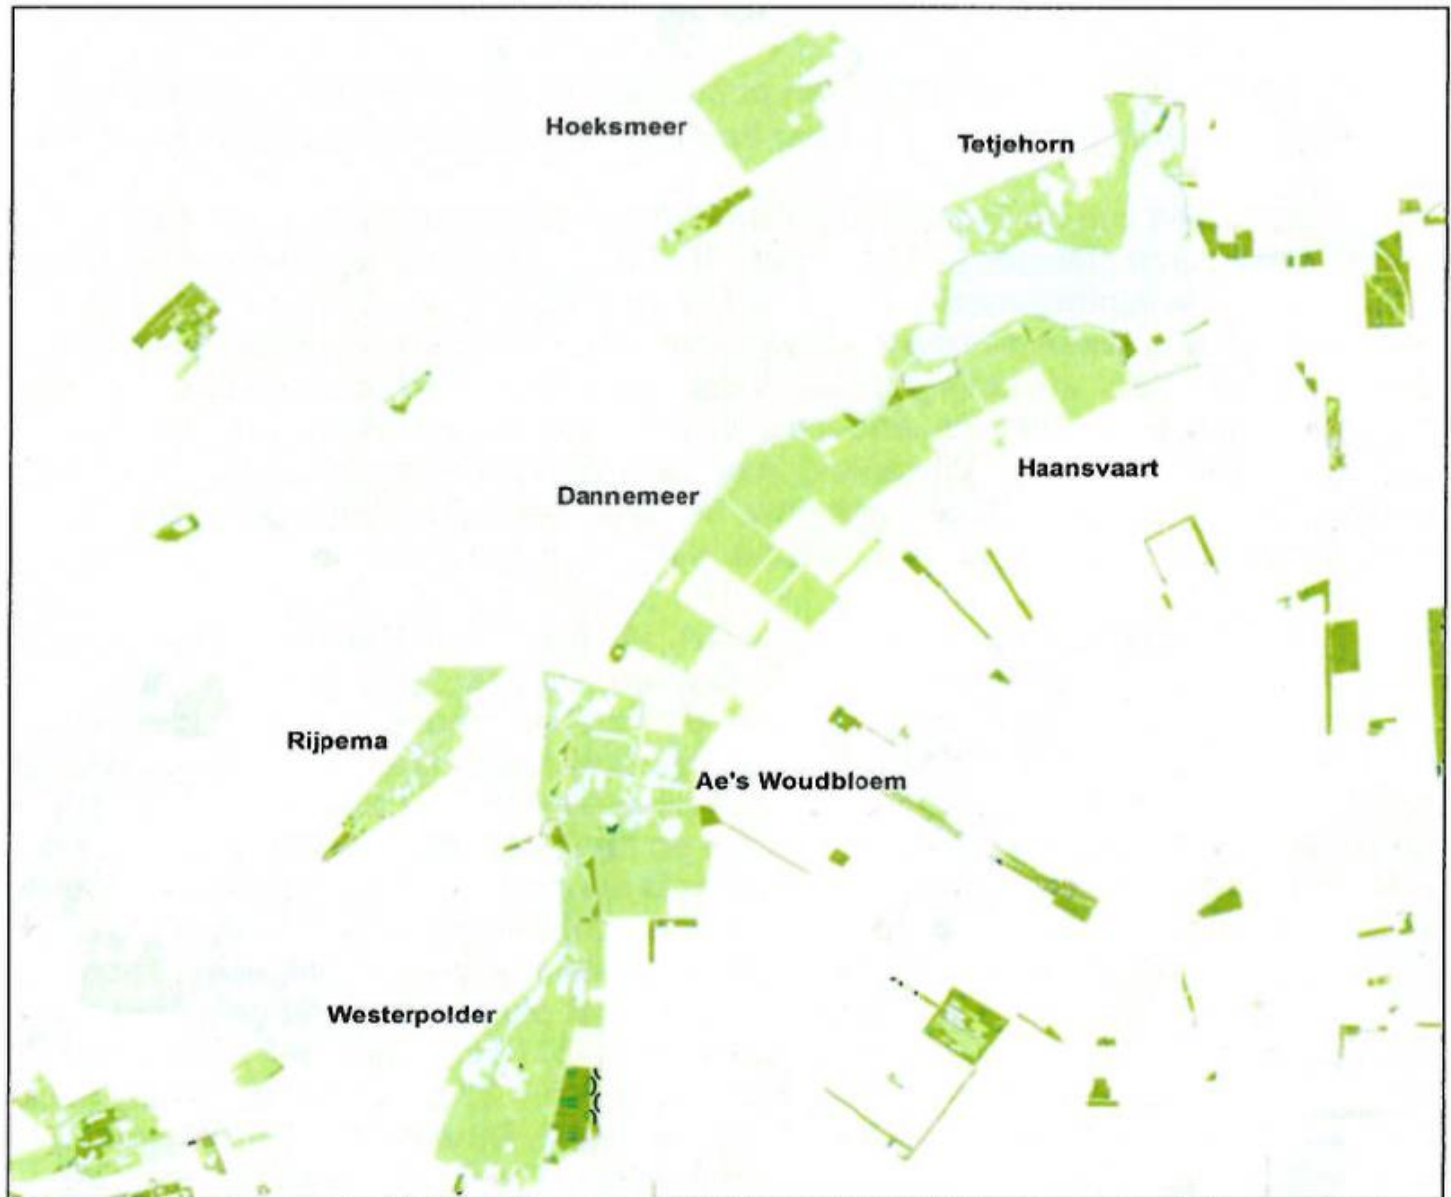 Hoeksmeer
Tetjehorn
Haansvaart
Dannemeer
Rijpema
Ae's Woudbloem
Westerpolder